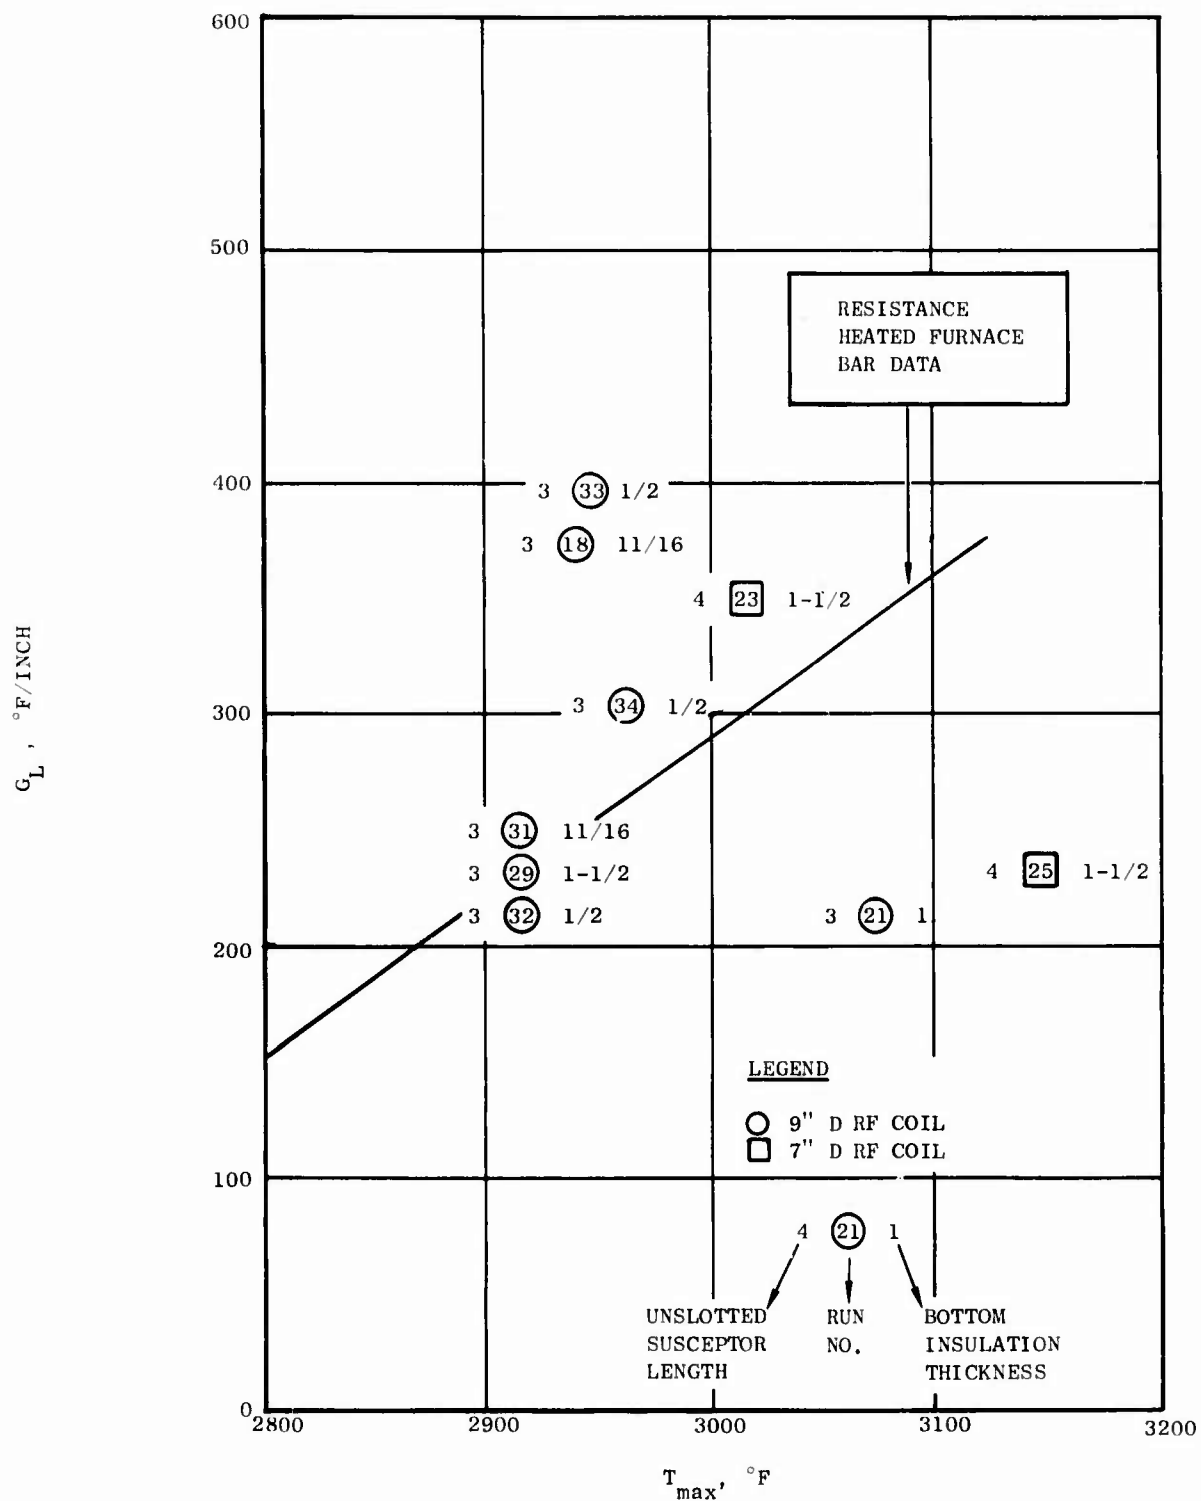 600
500
RESISTANCE
HEATED FURNACE
BAR DATA
400
3 33 1/2
3 18 11/16
4 23 1-1/2
G_L , °F/INCH
3 34 1/2
300
3 31 11/16
3 29 1-1/2
4 25 1-1/2
3 32 1/2
3 21 1
200
LEGEND
9" D RF COIL
7" D RF COIL
100
4 21 1
UNSLOTTED
SUSCEPTOR
LENGTH
RUN
NO.
BOTTOM
INSULATION
THICKNESS
0
2800 2900 3000 3100 3200
T_max, °F